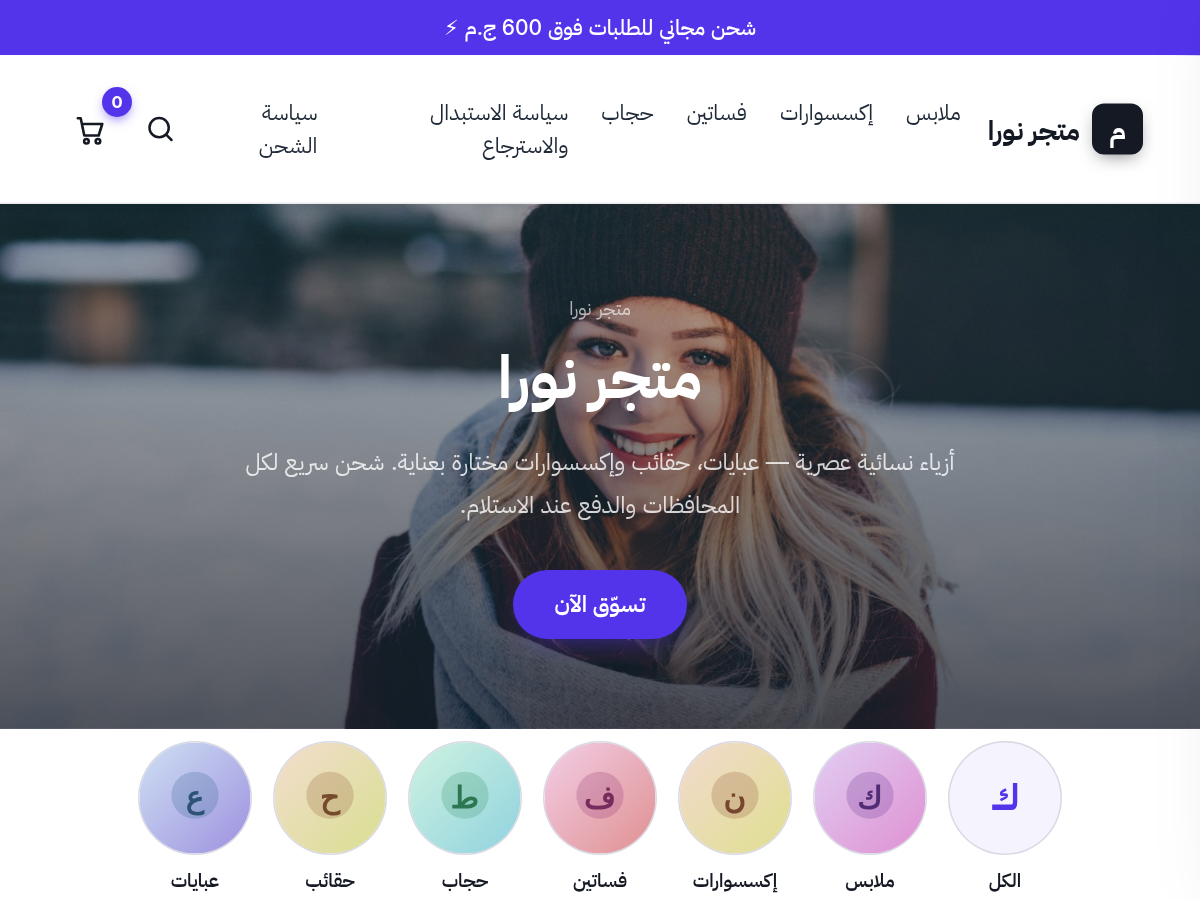 شحن مجاني للطلبات فوق 600 ج.م ⚡
م
متجر نورا
ملابس
إكسسوارات
فساتين
حجاب
سياسة الاستبدال
والاسترجاع
سياسة
الشحن
0
متجر نورا
متجر نورا
أزياء نسائية عصرية — عبايات، حقائب وإكسسوارات مختارة بعناية. شحن سريع لكل
المحافظات والدفع عند الاستلام.
تسوّق الآن
ك
ك
ن
ف
ط
ح
ع
الكل
ملابس
إكسسوارات
فساتين
حجاب
حقائب
عبايات